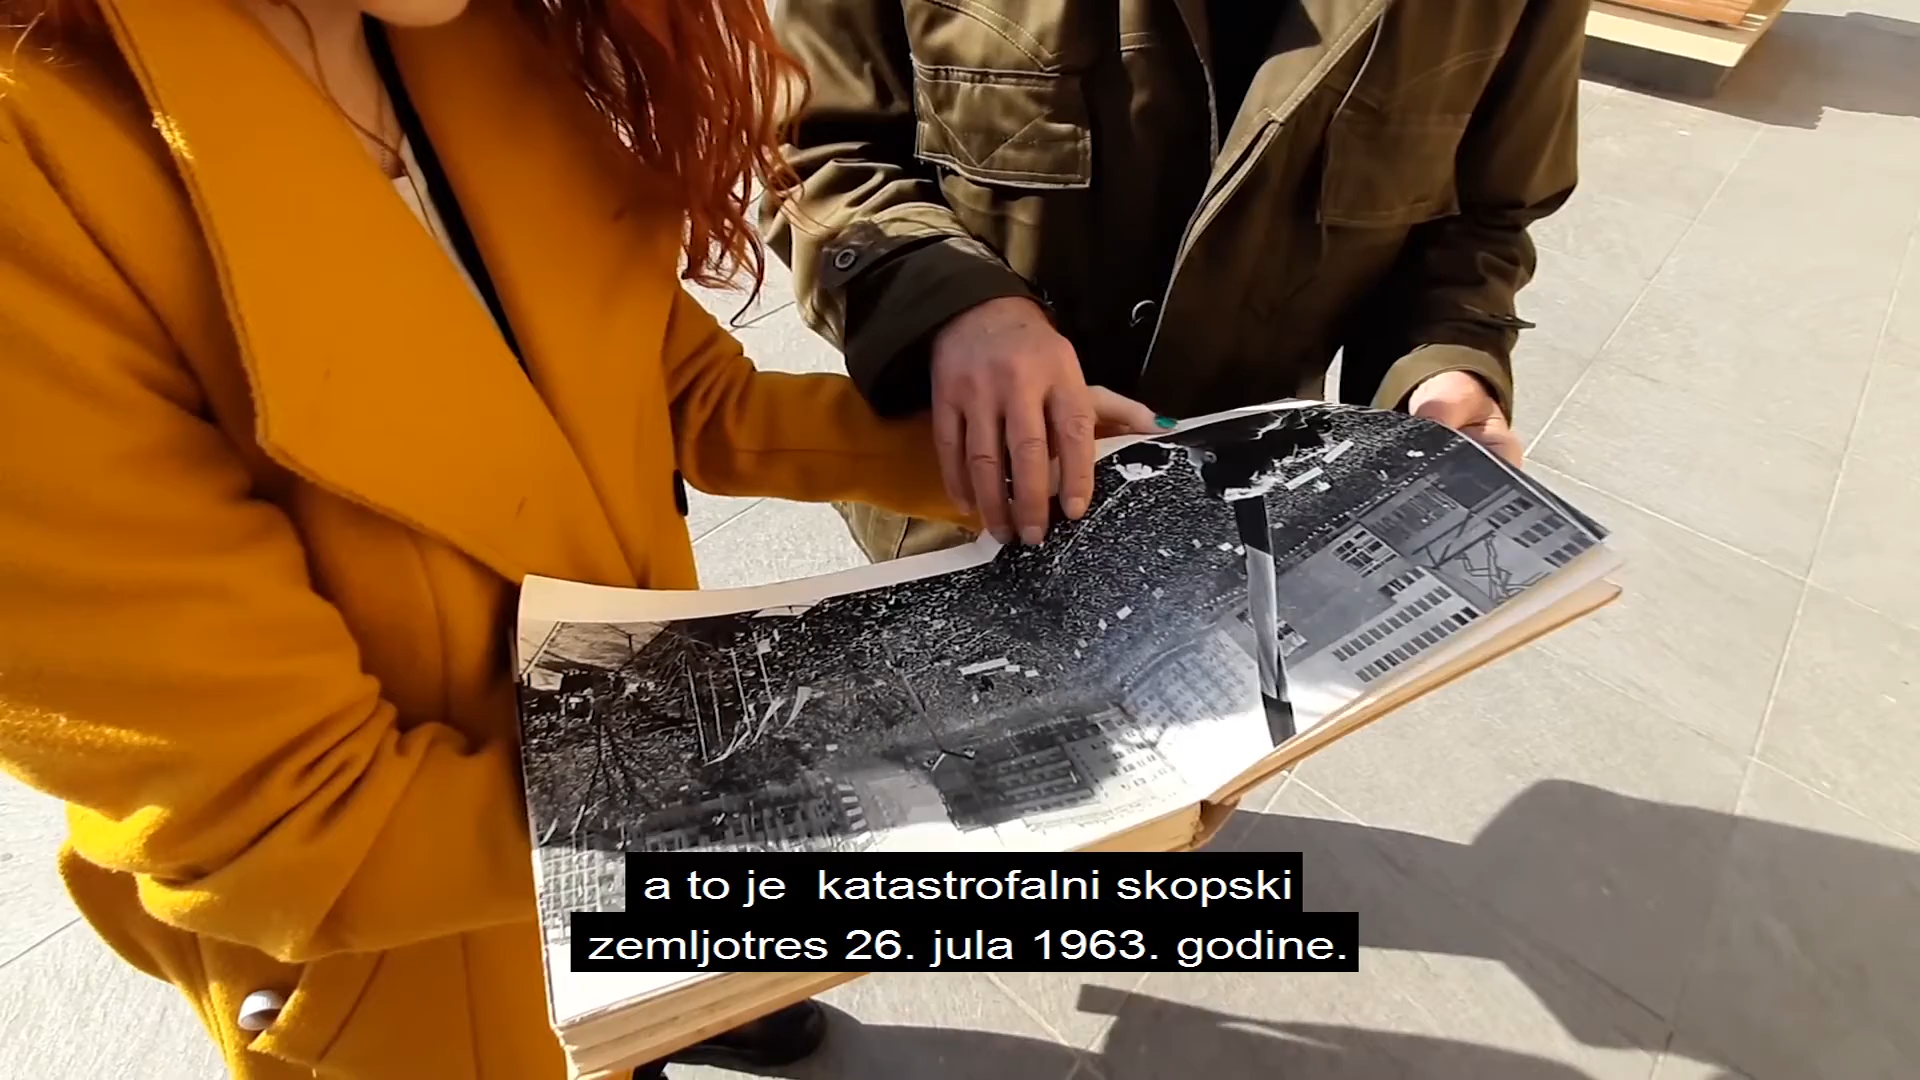 a to je  katastrofalni skopski
zemljotres 26. jula 1963. godine.